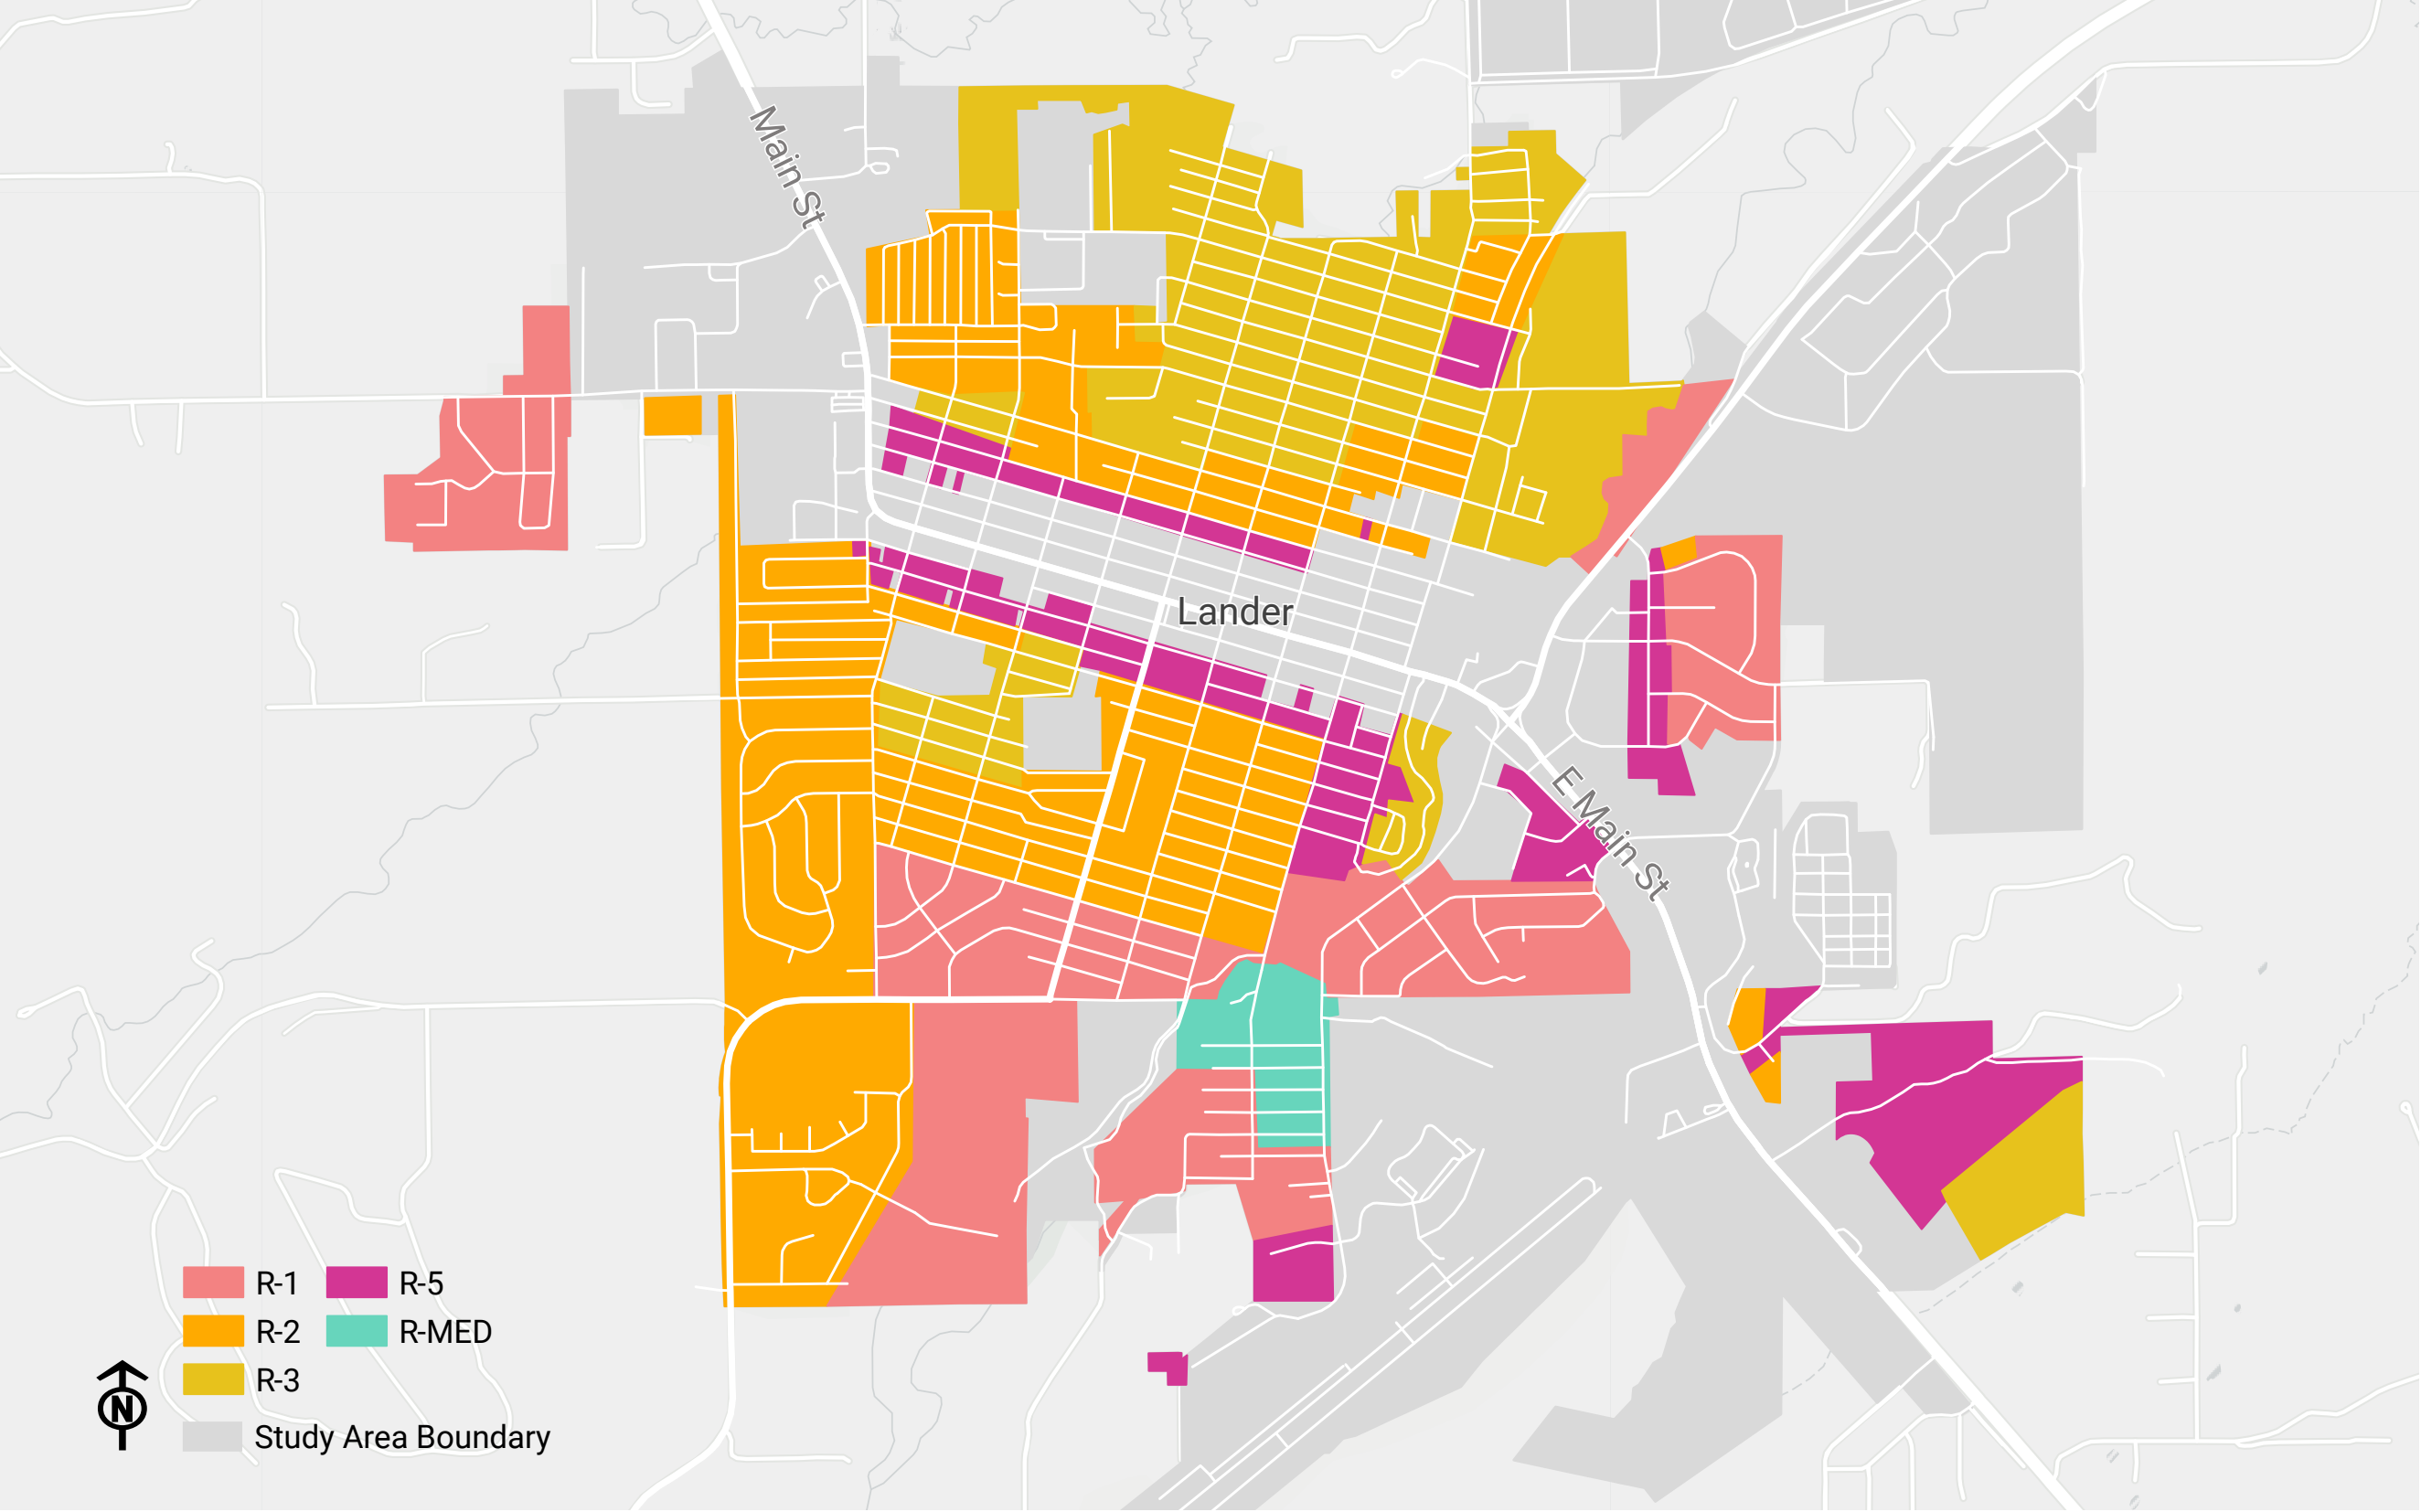 Main St
Lander
E Main St
R-1
R-5
R-2
R-MED
R-3
N
Study Area Boundary